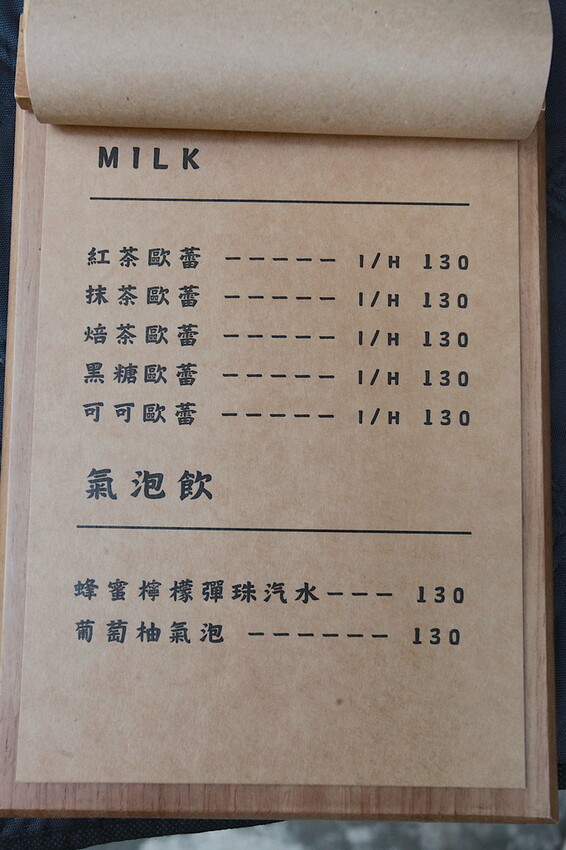 MILK
紅茶歐蕾 ----- I/H 130
抹茶歐蕾 ----- I/H 130
焙茶歐蕾 ----- I/H 130
黑糖歐蕾 ----- I/H 130
可可歐蕾 ----- I/H 130
氣泡飲
蜂蜜檸檬彈珠汽水--- 130
葡萄柚氣泡 ------ 130